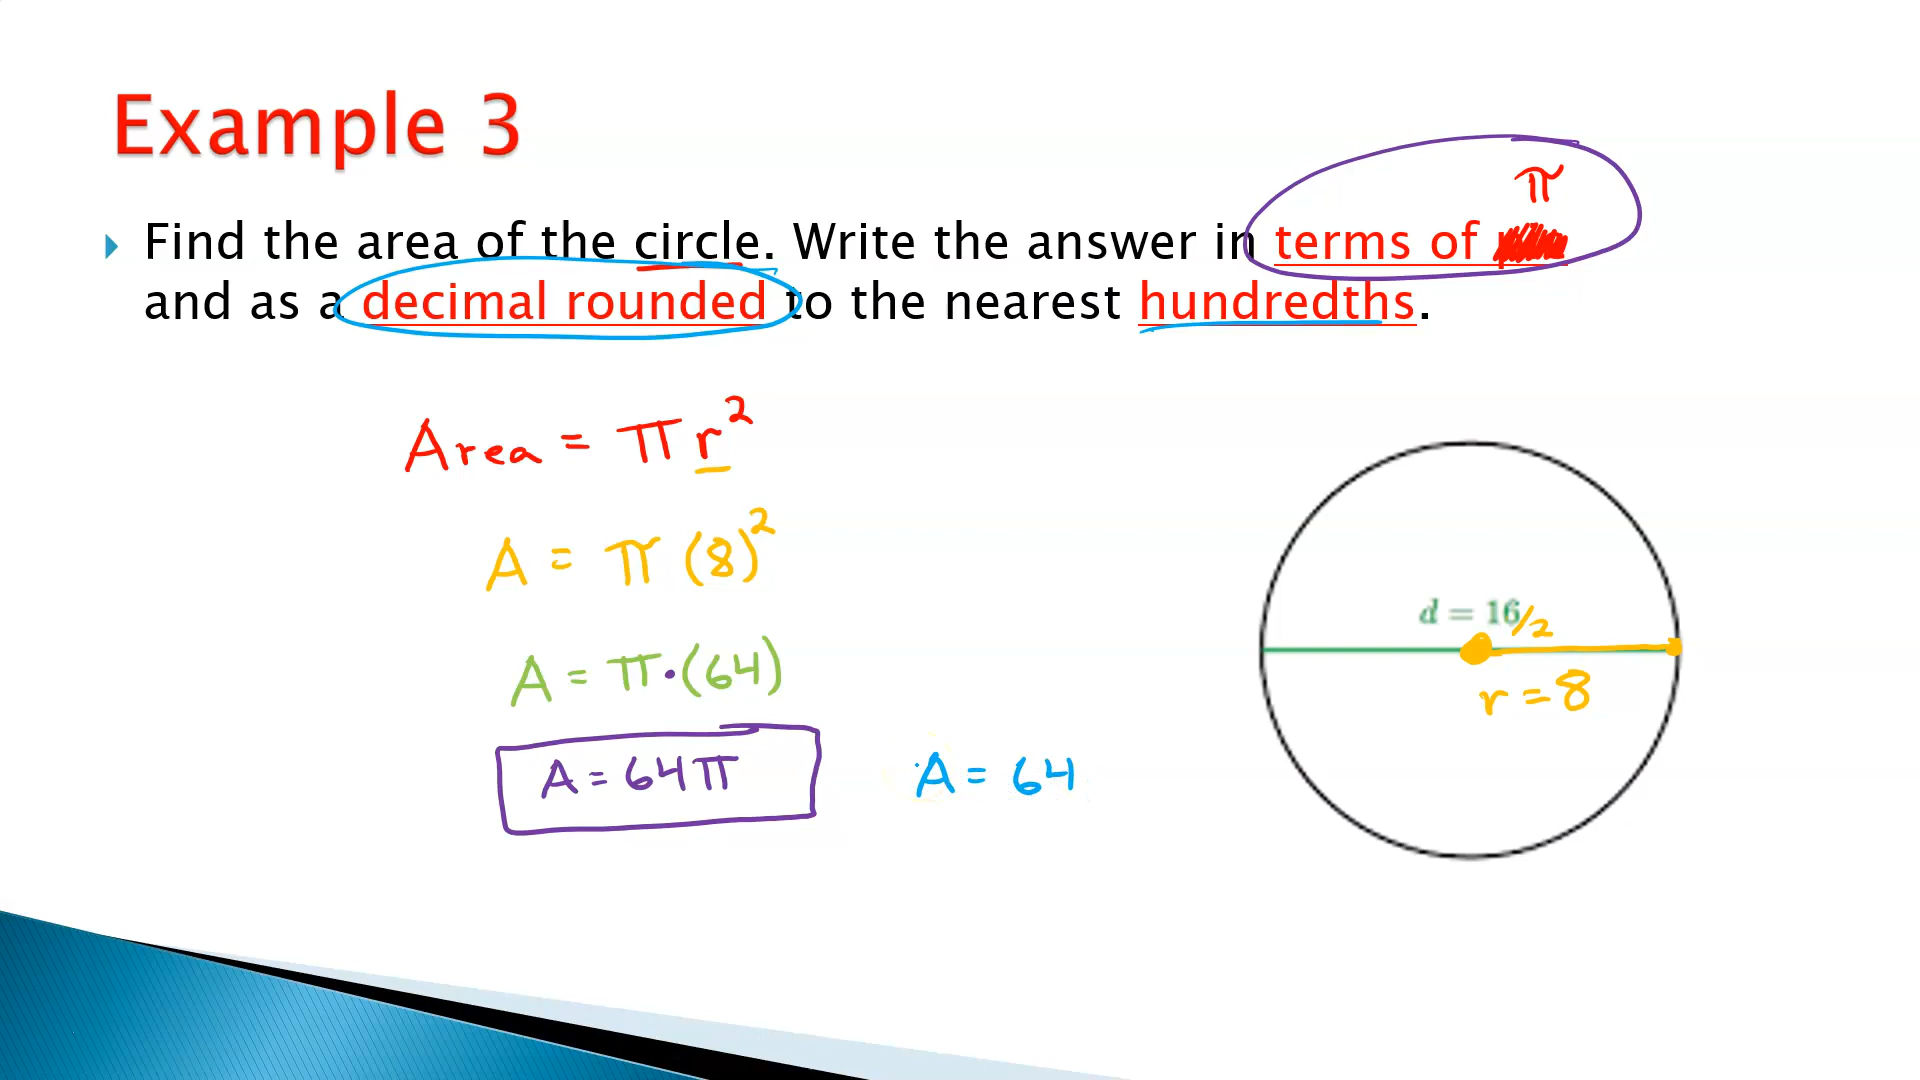 Example 3
π
Find the area of the circle. Write the answer in terms of
and as a decimal rounded to the nearest hundredths.
Area = πr²
A = π(8)²
d = 16/2
r = 8
A = π·(64)
A = 64π
A = 64